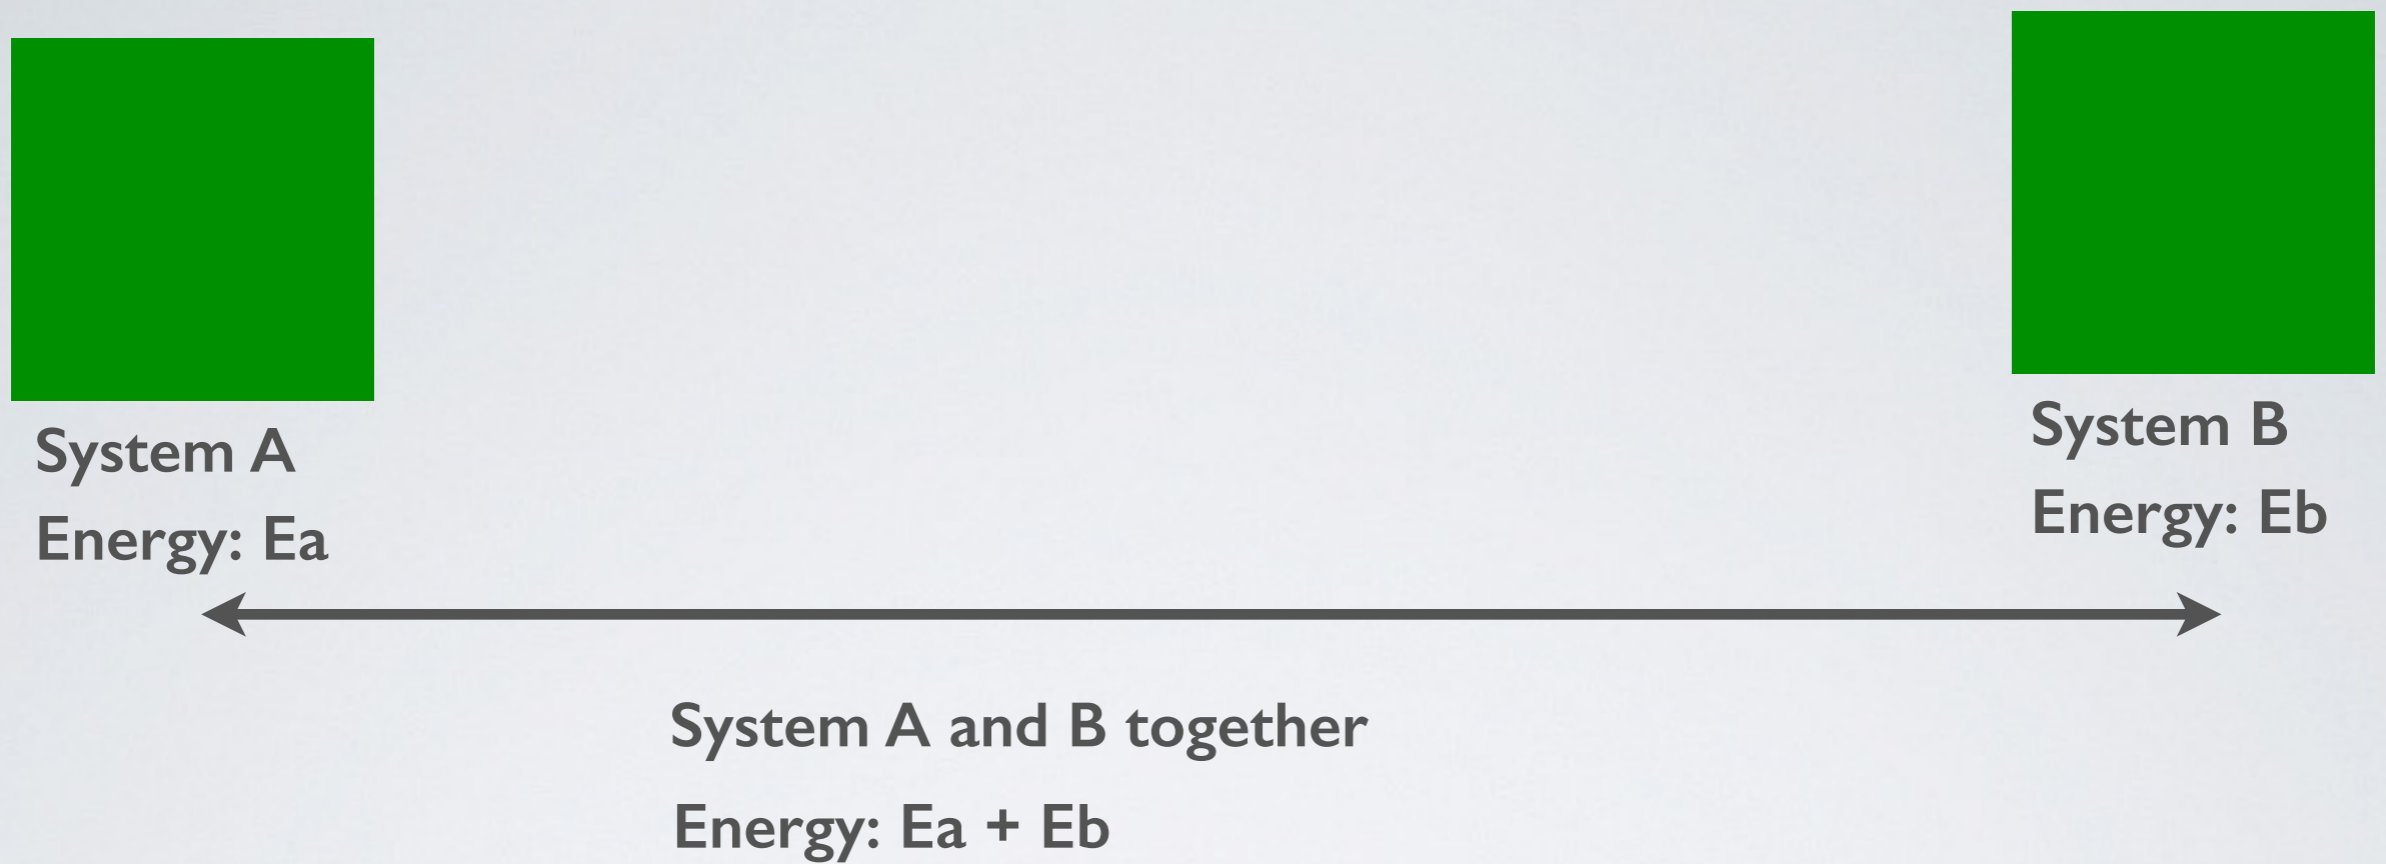 System A
Energy: Ea
System B
Energy: Eb
System A and B together
Energy: Ea + Eb